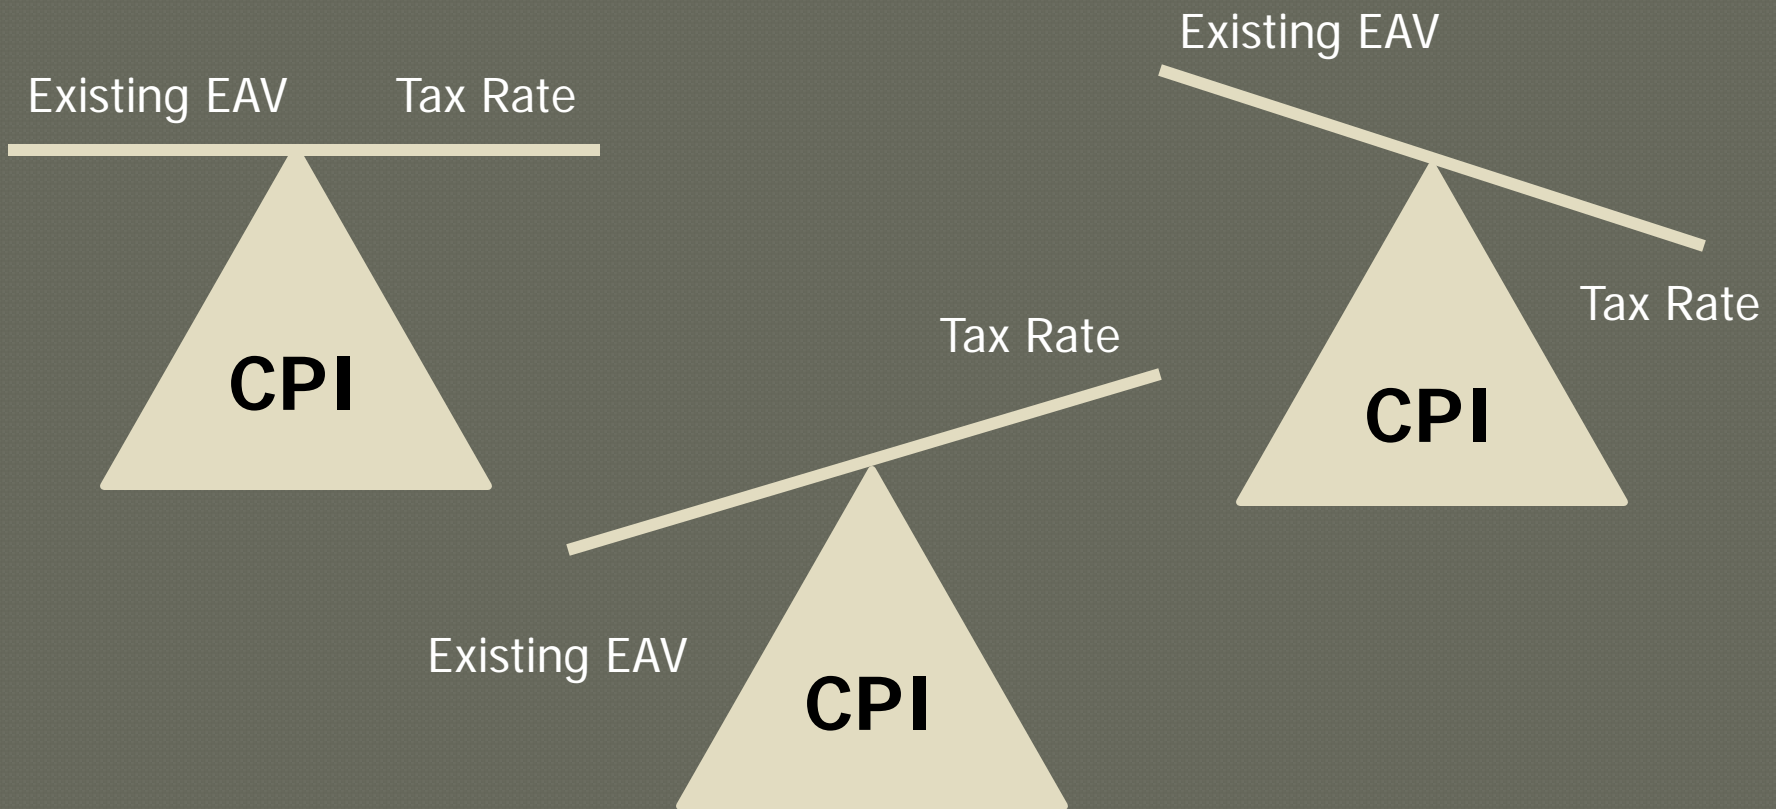 Existing EAV Tax Rate
CPI
Tax Rate
Existing EAV
CPI
Existing EAV
Tax Rate
CPI